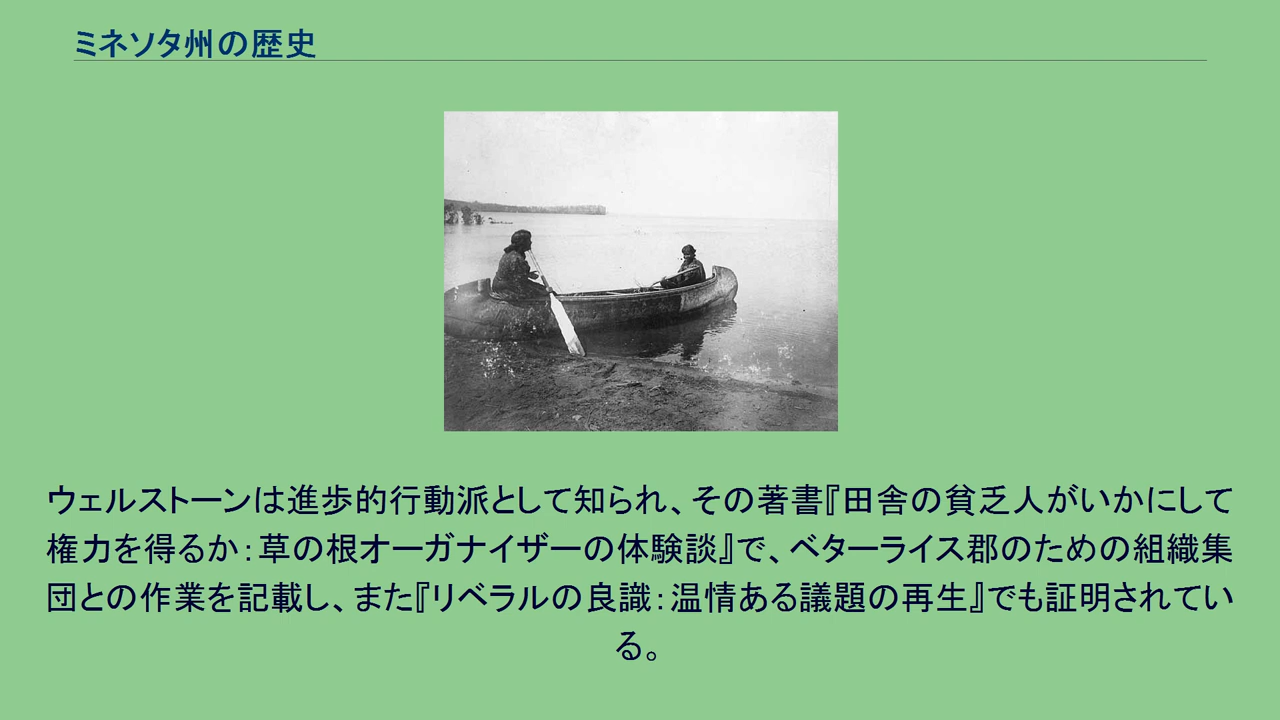 ミネソタ州の歴史
ウェルストーンは進歩的行動派として知られ、その著書『田舎の貧乏人がいかにして
権力を得るか：草の根オーガナイザーの体験談』で、ベターライス郡のための組織集
団との作業を記載し、また『リベラルの良識：温情ある議題の再生』でも証明されてい
る。